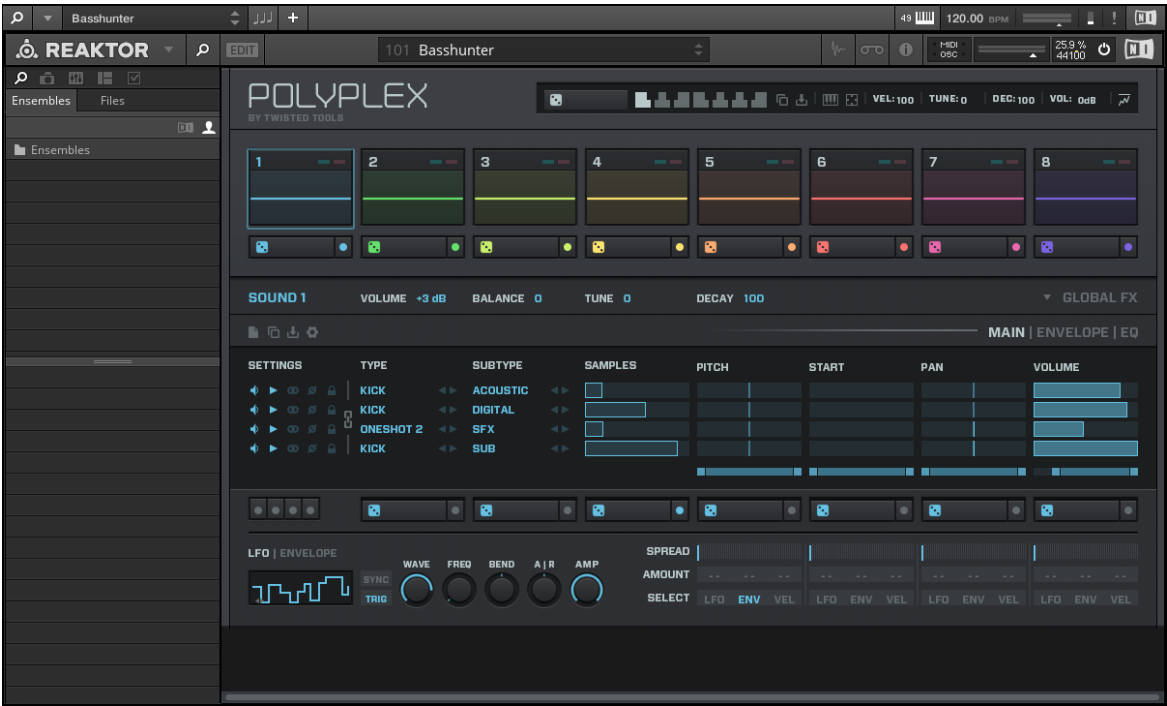 Basshunter
49
120.00 BPM
!
NI
REAKTOR
EDIT
101 Basshunter
MIDI
OSC
25.9 %
44100
NI
Ensembles Files
NI
Ensembles
POLYPLEX
BY TWISTED TOOLS
VEL: 100 TUNE: 0 DEC: 100 VOL: 0dB
1 2 3 4 5 6 7 8
SOUND 1 VOLUME +3 dB BALANCE 0 TUNE 0 DECAY 100 GLOBAL FX
MAIN | ENVELOPE | EQ
SETTINGS TYPE SUBTYPE SAMPLES PITCH START PAN VOLUME
KICK ACOUSTIC
KICK DIGITAL
ONESHOT 2 SFX
KICK SUB
LFO | ENVELOPE
SYNC
TRIG
WAVE FREQ BEND A | R AMP
SPREAD
AMOUNT -- -- -- -- -- -- -- -- -- -- -- --
SELECT LFO ENV VEL LFO ENV VEL LFO ENV VEL LFO ENV VEL